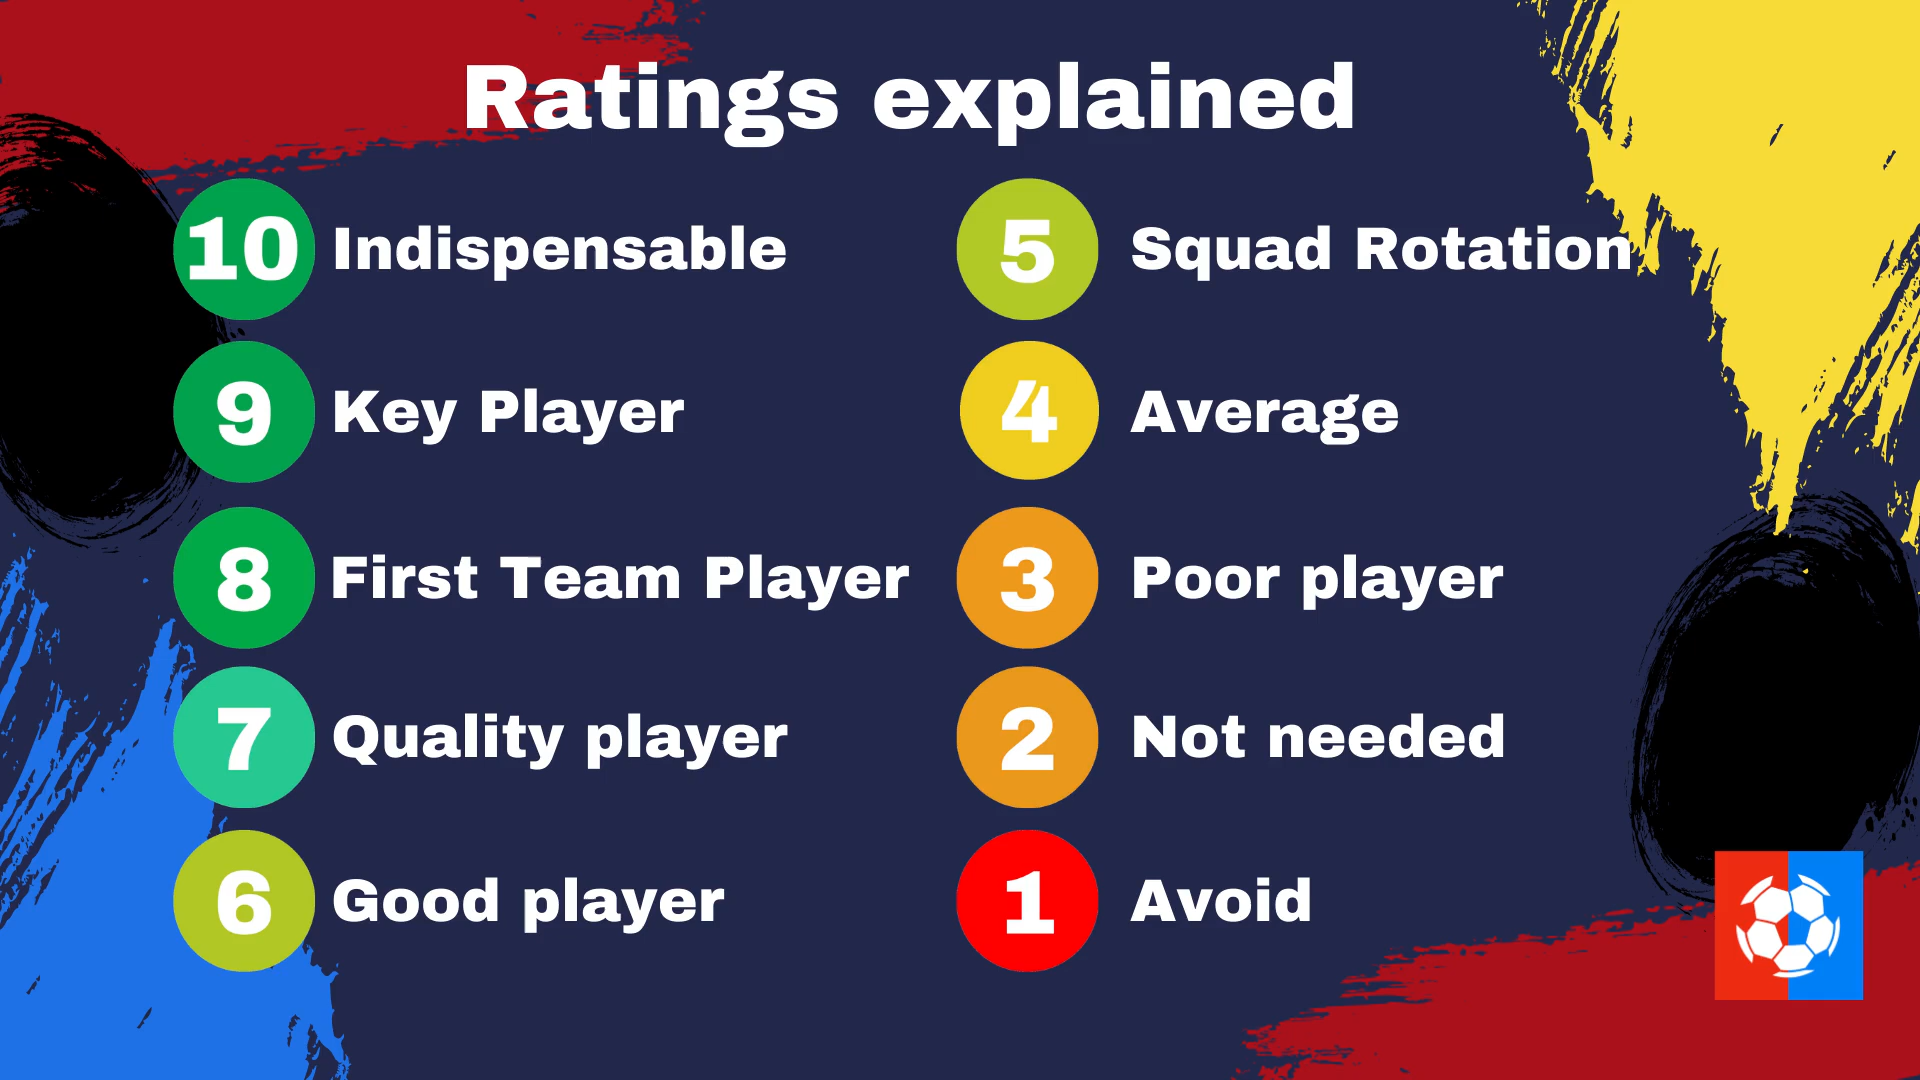 Ratings explained
10 Indispensable
9 Key Player
8 First Team Player
7 Quality player
6 Good player
5 Squad Rotation
4 Average
3 Poor player
2 Not needed
1 Avoid